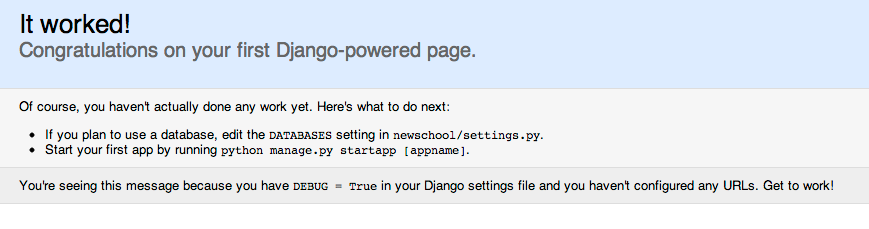 It worked!
Congratulations on your first Django-powered page.
Of course, you haven't actually done any work yet. Here's what to do next:
• If you plan to use a database, edit the DATABASES setting in newschool/settings.py.
• Start your first app by running python manage.py startapp [appname].
You're seeing this message because you have DEBUG = True in your Django settings file and you haven't configured any URLs. Get to work!